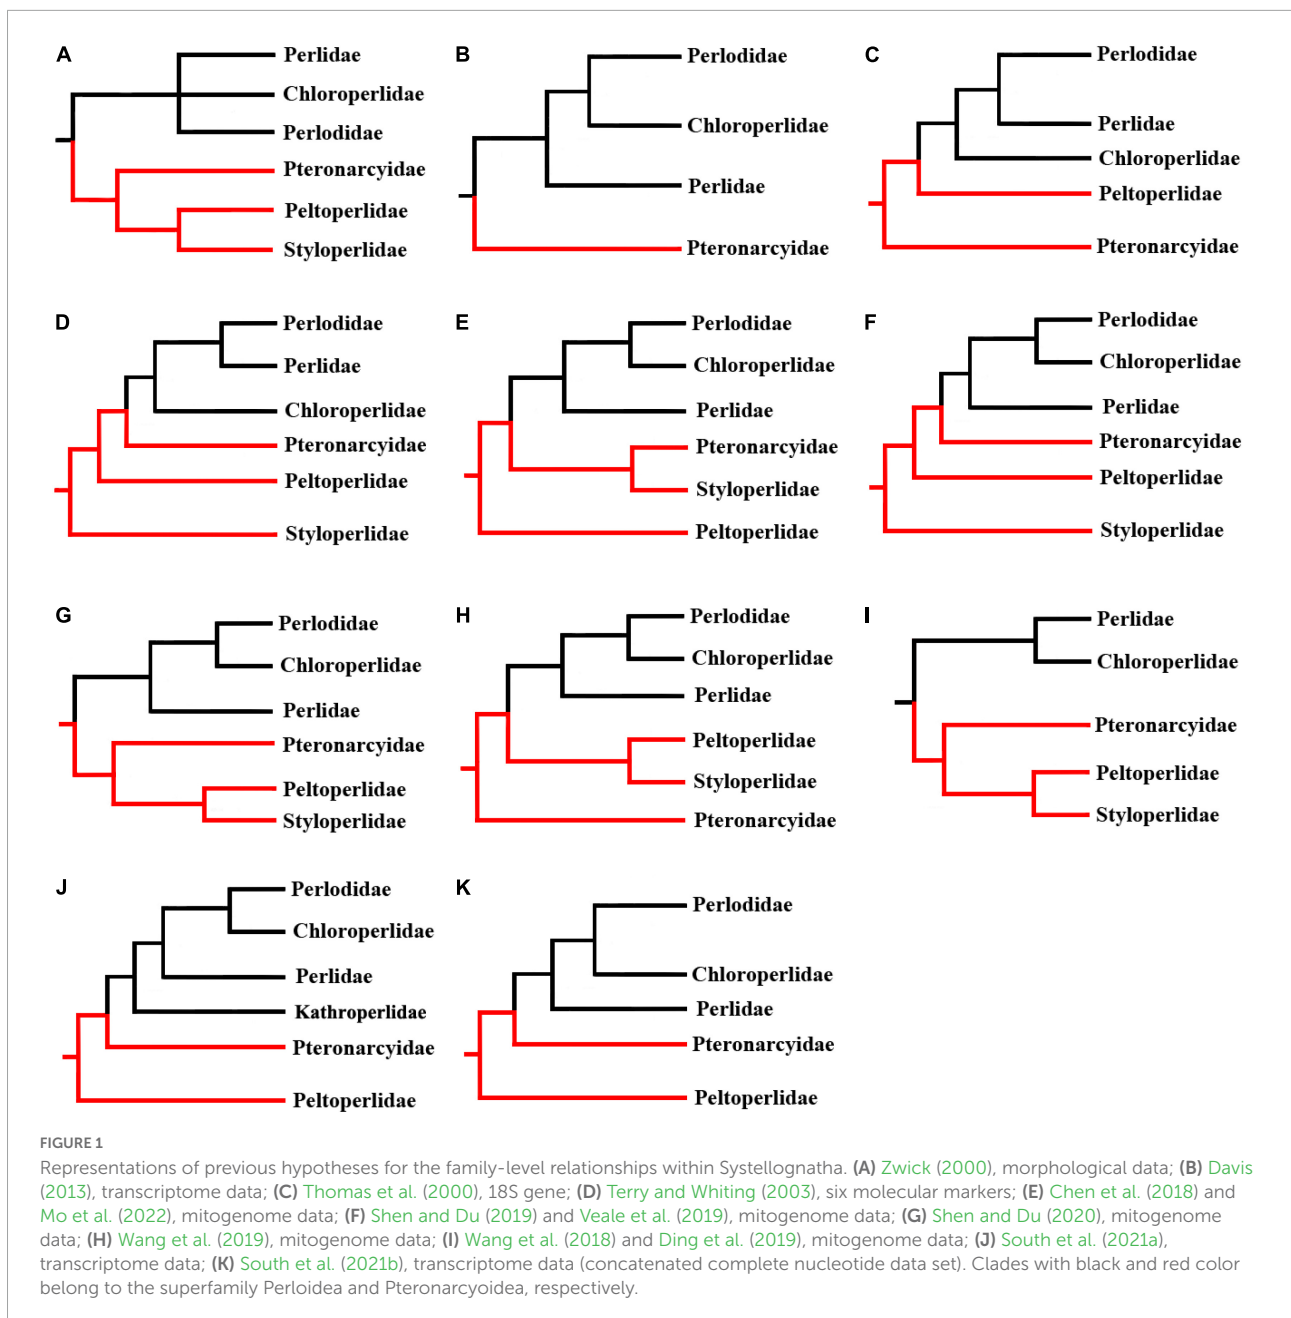 A
Perlidae
Chloroperlidae
Perlodidae
Pteronarcyidae
Peltoperlidae
Styloperlidae
B
Perlodidae
Chloroperlidae
Perlidae
Pteronarcyidae
C
Perlodidae
Perlidae
Chloroperlidae
Peltoperlidae
Pteronarcyidae
D
Perlodidae
Perlidae
Chloroperlidae
Pteronarcyidae
Peltoperlidae
Styloperlidae
E
Perlodidae
Chloroperlidae
Perlidae
Pteronarcyidae
Styloperlidae
Peltoperlidae
F
Perlodidae
Chloroperlidae
Perlidae
Pteronarcyidae
Peltoperlidae
Styloperlidae
G
Perlodidae
Chloroperlidae
Perlidae
Pteronarcyidae
Peltoperlidae
Styloperlidae
H
Perlodidae
Chloroperlidae
Perlidae
Peltoperlidae
Styloperlidae
Pteronarcyidae
I
Perlidae
Chloroperlidae
Pteronarcyidae
Peltoperlidae
Styloperlidae
J
Perlodidae
Chloroperlidae
Perlidae
Kathroperlidae
Pteronarcyidae
Peltoperlidae
K
Perlodidae
Chloroperlidae
Perlidae
Pteronarcyidae
Peltoperlidae
FIGURE 1
Representations of previous hypotheses for the family-level relationships within Systellognatha. (A) Zwick (2000), morphological data; (B) Davis
(2013), transcriptome data; (C) Thomas et al. (2000), 18S gene; (D) Terry and Whiting (2003), six molecular markers; (E) Chen et al. (2018) and
Mo et al. (2022), mitogenome data; (F) Shen and Du (2019) and Veale et al. (2019), mitogenome data; (G) Shen and Du (2020), mitogenome
data; (H) Wang et al. (2019), mitogenome data; (I) Wang et al. (2018) and Ding et al. (2019), mitogenome data; (J) South et al. (2021a),
transcriptome data; (K) South et al. (2021b), transcriptome data (concatenated complete nucleotide data set). Clades with black and red color
belong to the superfamily Perloidea and Pteronarcyoidea, respectively.